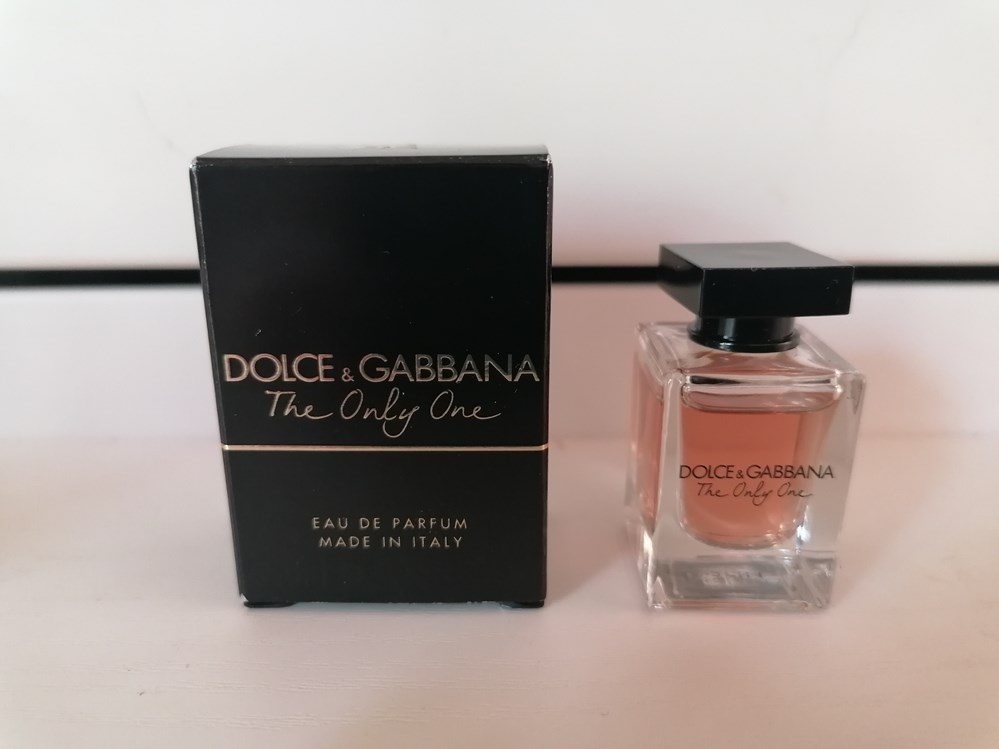 DOLCE & GABBANA
The Only One
EAU DE PARFUM
MADE IN ITALY
DOLCE & GABBANA
The Only One